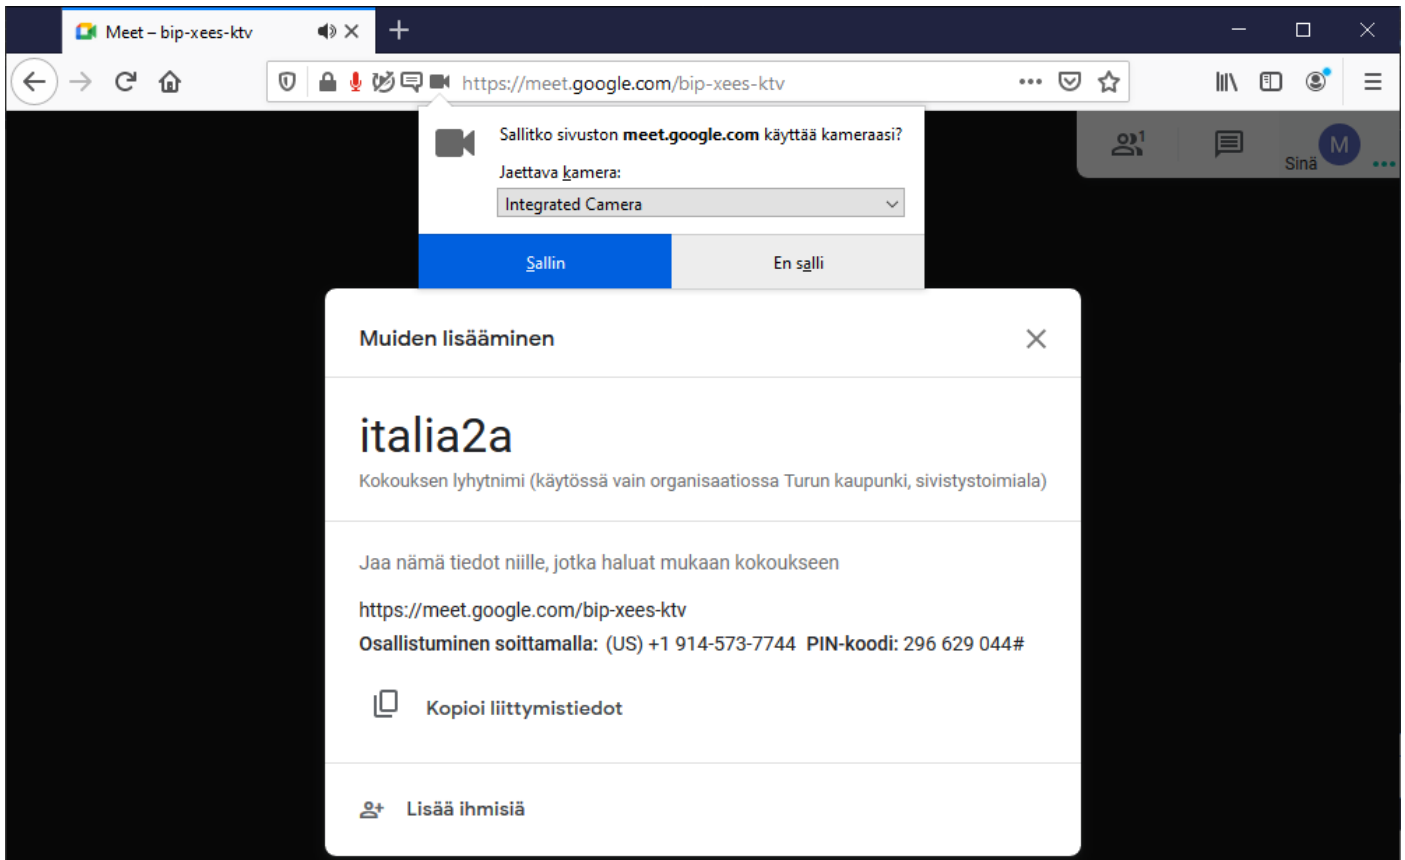 Meet – bip-xees-ktv
https://meet.google.com/bip-xees-ktv
Sallitko sivuston meet.google.com käyttää kameraasi?
Jaettava kamera:
Integrated Camera
Sallin
En salli
1
Sinä
M
Muiden lisääminen
italia2a
Kokouksen lyhytnimi (käytössä vain organisaatiossa Turun kaupunki, sivistystoimiala)
Jaa nämä tiedot niille, jotka haluat mukaan kokoukseen
https://meet.google.com/bip-xees-ktv
Osallistuminen soittamalla: (US) +1 914-573-7744 PIN-koodi: 296 629 044#
Kopioi liittymistiedot
Lisää ihmisiä